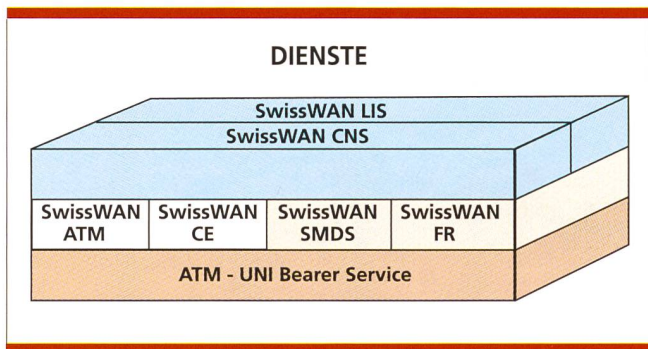 DIENSTE
SwissWAN LIS
SwissWAN CNS
SwissWAN SwissWAN SwissWAN SwissWAN
ATM CE SMDS FR
ATM - UNI Bearer Service